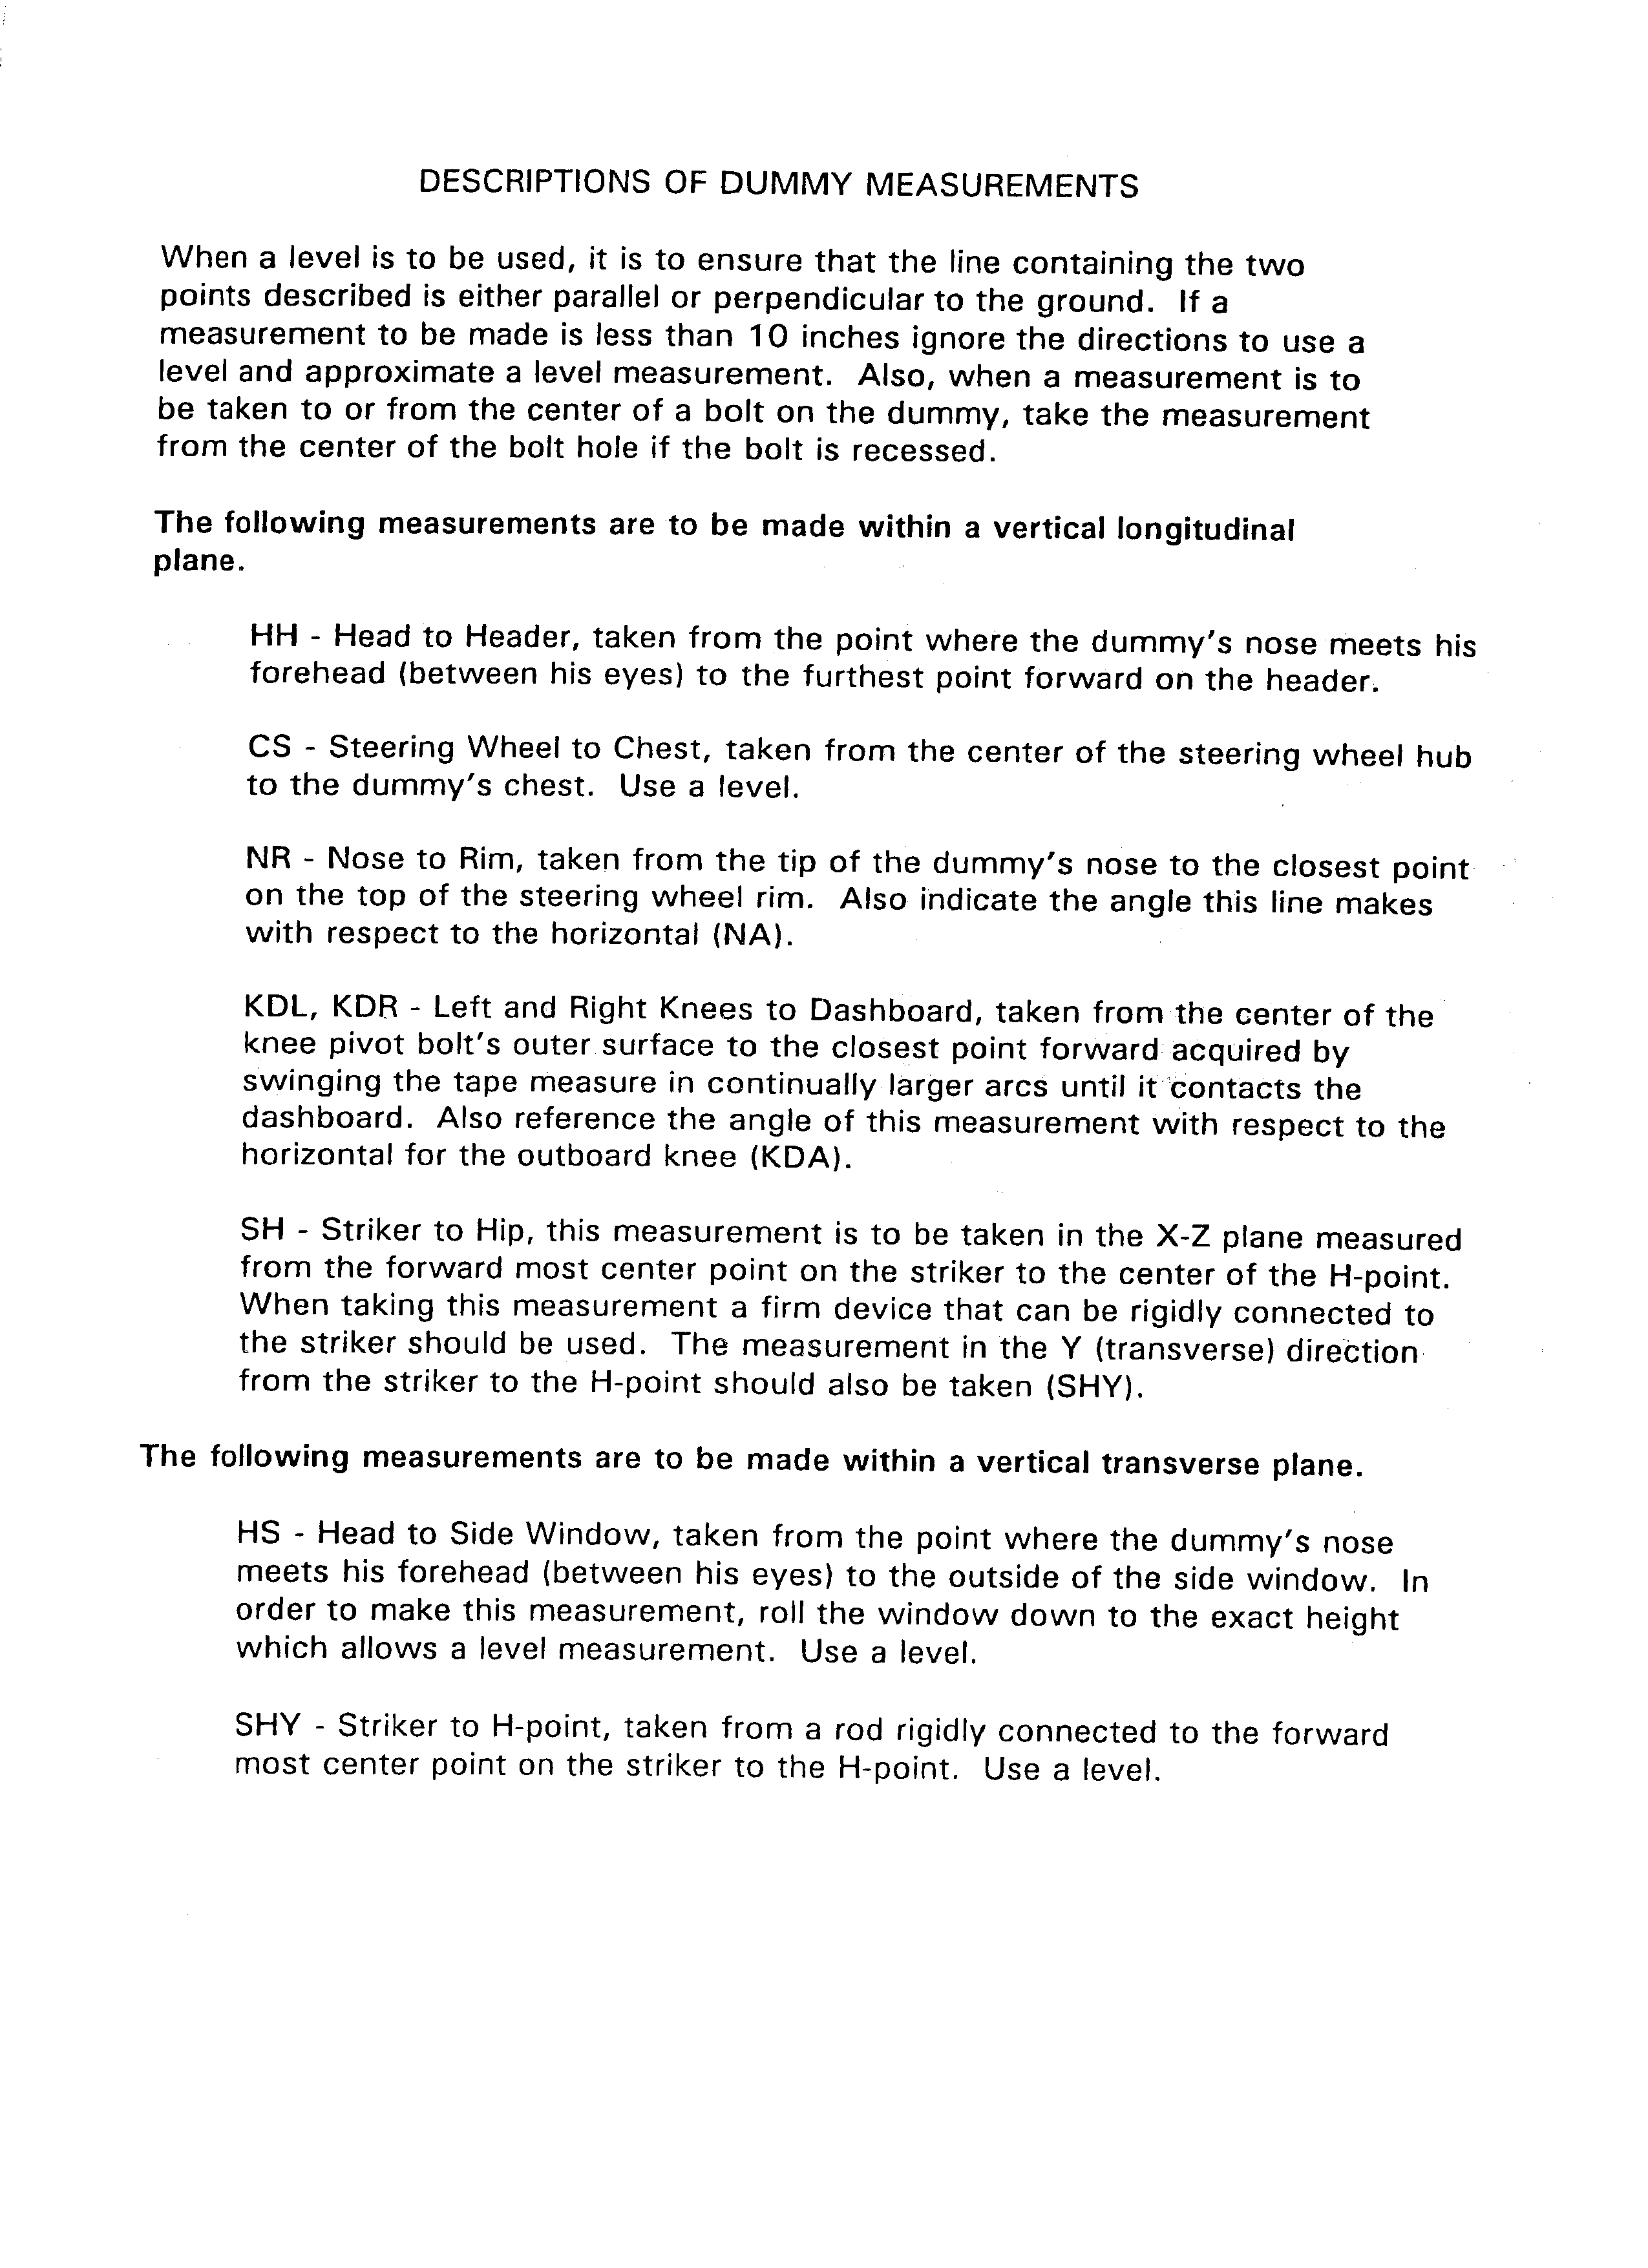 DESCRIPTIONS OF DUMMY MEASUREMENTS
When a level is to be used, it is to ensure that the line containing the two
points described is either parallel or perpendicular to the ground. If a
measurement to be made is less than 10 inches ignore the directions to use a
level and approximate a level measurement. Also, when a measurement is to
be taken to or from the center of a bolt on the dummy, take the measurement
from the center of the bolt hole if the bolt is recessed.
The following measurements are to be made within a vertical longitudinal
plane.
HH - Head to Header, taken from the point where the dummy's nose meets his
forehead (between his eyes) to the furthest point forward on the header.
CS - Steering Wheel to Chest, taken from the center of the steering wheel hub
to the dummy's chest. Use a level.
NR - Nose to Rim, taken from the tip of the dummy's nose to the closest point
on the top of the steering wheel rim. Also indicate the angle this line makes
with respect to the horizontal (NA).
KDL, KDR - Left and Right Knees to Dashboard, taken from the center of the
knee pivot bolt's outer surface to the closest point forward acquired by
swinging the tape measure in continually larger arcs until it contacts the
dashboard. Also reference the angle of this measurement with respect to the
horizontal for the outboard knee (KDA).
SH - Striker to Hip, this measurement is to be taken in the X-Z plane measured
from the forward most center point on the striker to the center of the H-point.
When taking this measurement a firm device that can be rigidly connected to
the striker should be used. The measurement in the Y (transverse) direction
from the striker to the H-point should also be taken (SHY).
The following measurements are to be made within a vertical transverse plane.
HS - Head to Side Window, taken from the point where the dummy's nose
meets his forehead (between his eyes) to the outside of the side window. In
order to make this measurement, roll the window down to the exact height
which allows a level measurement. Use a level.
SHY - Striker to H-point, taken from a rod rigidly connected to the forward
most center point on the striker to the H-point. Use a level.